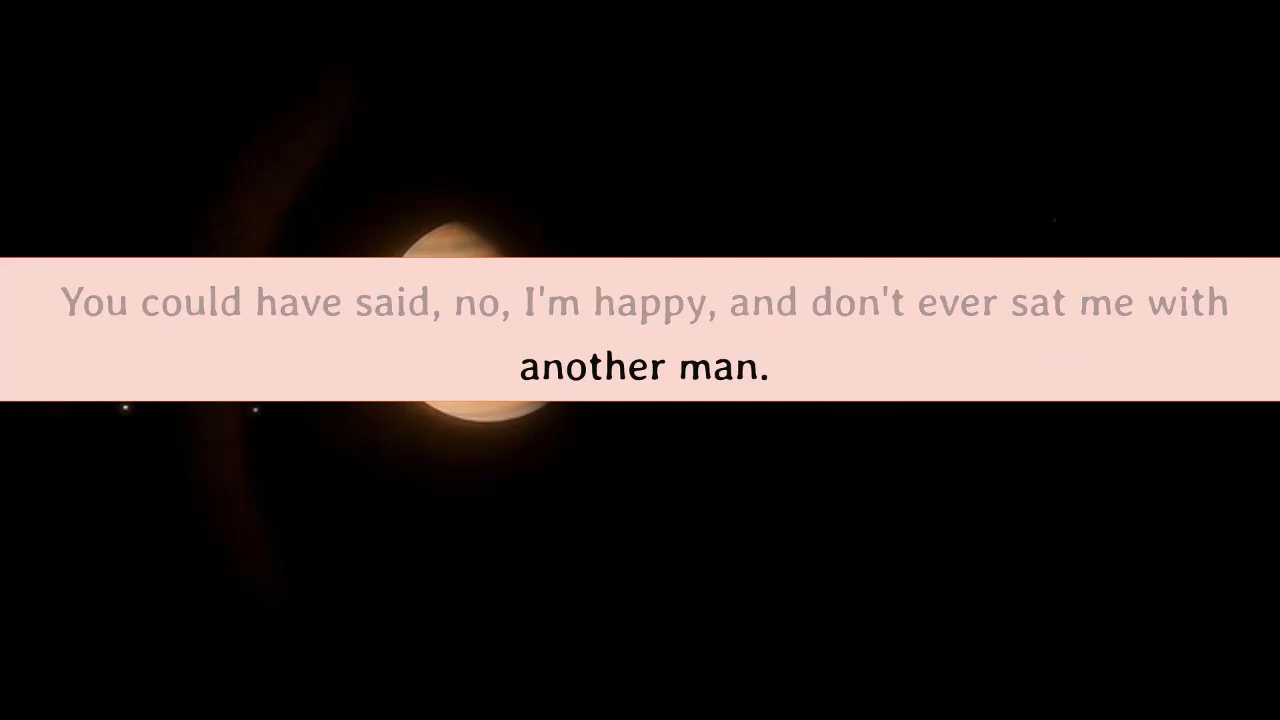 You could have said, no, I'm happy, and don't ever sat me with
another man.